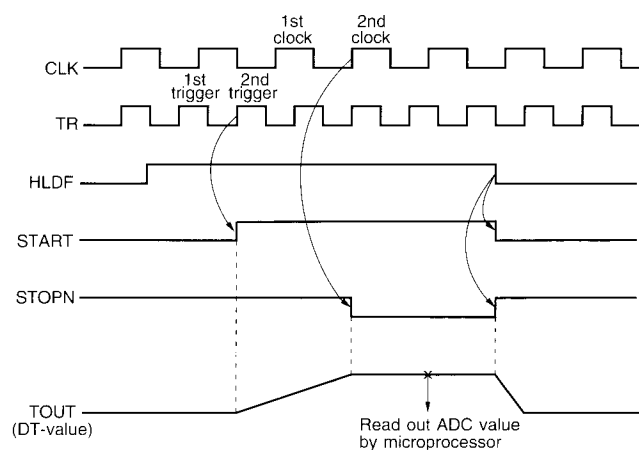 1st
clock
2nd
clock
CLK
1st
trigger
2nd
trigger
TR
HLDF
START
STOPN
TOUT
(DT-value)
Read out ADC value
by microprocessor